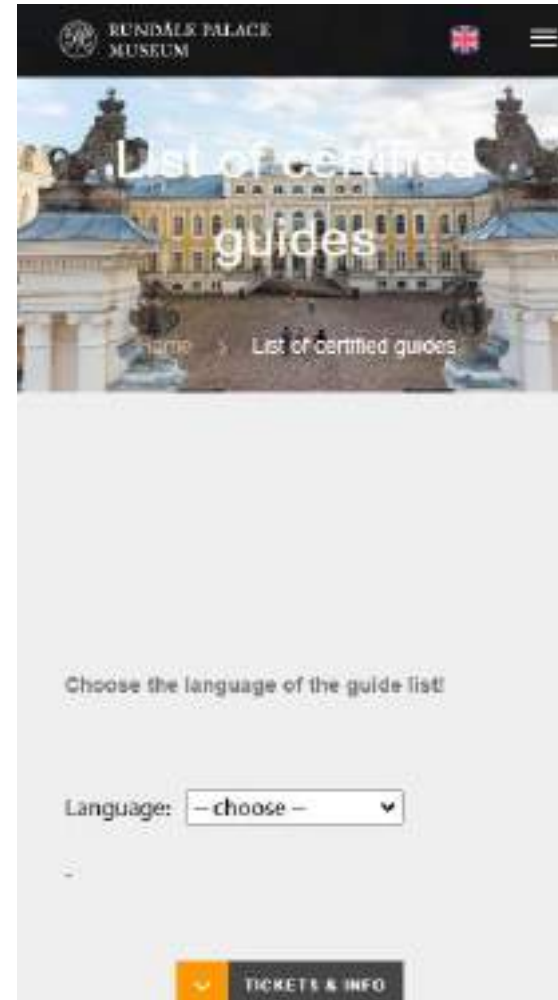 RUNDĀLE PALACE
MUSEUM
List of certified
guides
Home > List of certified guides
Choose the language of the guide list!
Language: -- choose --
-
TICKETS & INFO